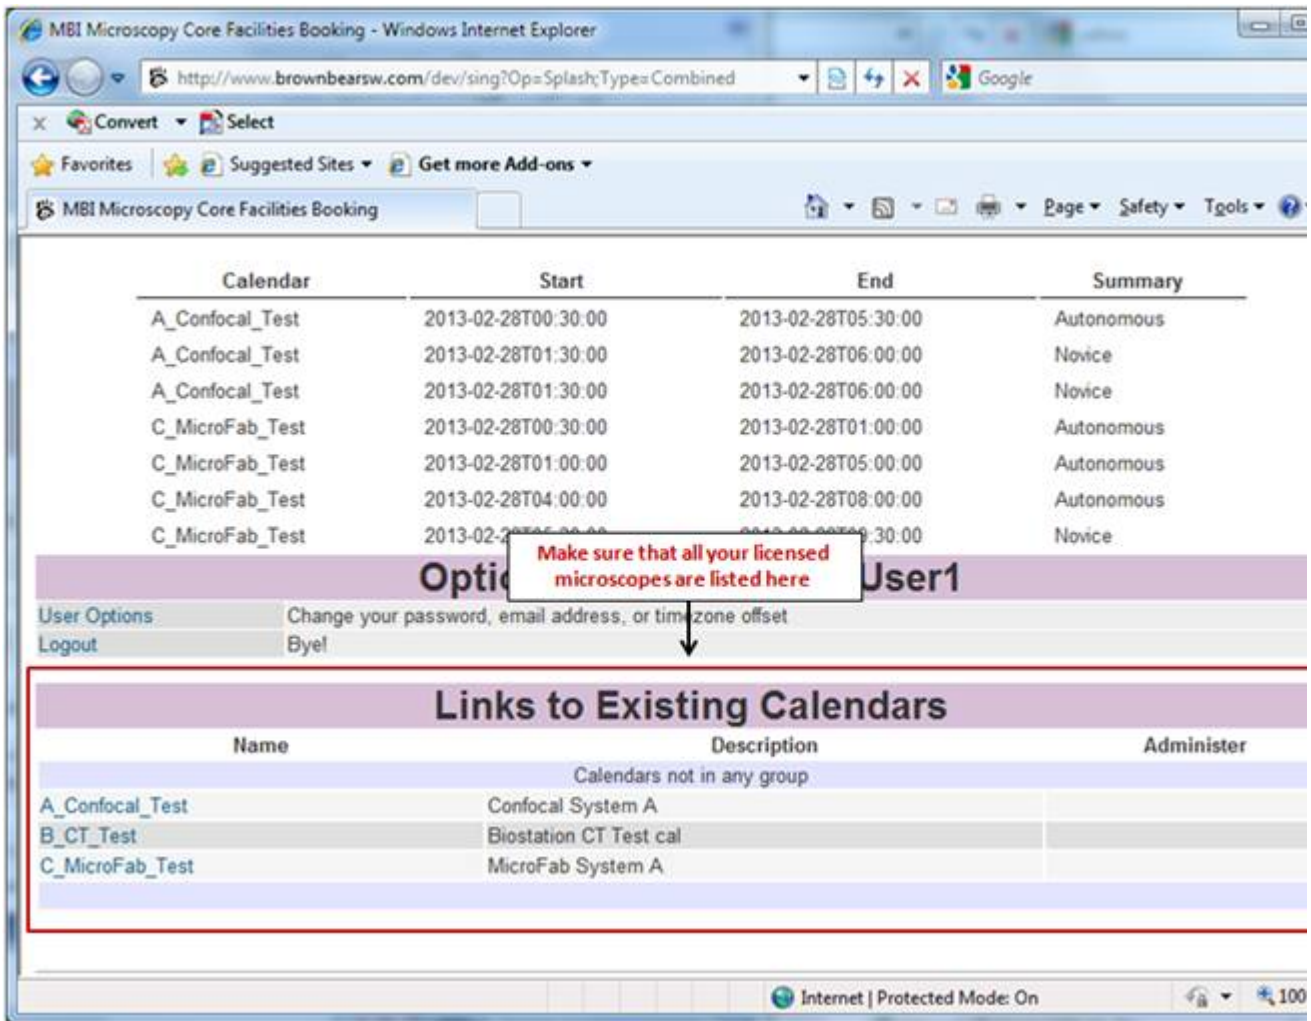 MBI Microscopy Core Facilities Booking - Windows Internet Explorer
http://www.brownbearsw.com/dev/sing?Op=Splash;Type=Combined Google
x Convert Select
Favorites Suggested Sites Get more Add-ons
MBI Microscopy Core Facilities Booking Page Safety Tools
Calendar Start End Summary
A_Confocal_Test 2013-02-28T00:30:00 2013-02-28T05:30:00 Autonomous
A_Confocal_Test 2013-02-28T01:30:00 2013-02-28T06:00:00 Novice
A_Confocal_Test 2013-02-28T01:30:00 2013-02-28T06:00:00 Novice
C_MicroFab_Test 2013-02-28T00:30:00 2013-02-28T01:00:00 Autonomous
C_MicroFab_Test 2013-02-28T01:00:00 2013-02-28T05:00:00 Autonomous
C_MicroFab_Test 2013-02-28T04:00:00 2013-02-28T08:00:00 Autonomous
C_MicroFab_Test Novice
Make sure that all your licensed
microscopes are listed here
User1
User Options Change your password, email address, or timezone offset
Logout Bye!
Links to Existing Calendars
Name Description Administer
Calendars not in any group
A_Confocal_Test Confocal System A
B_CT_Test Biostation CT Test cal
C_MicroFab_Test MicroFab System A
Internet | Protected Mode: On 100